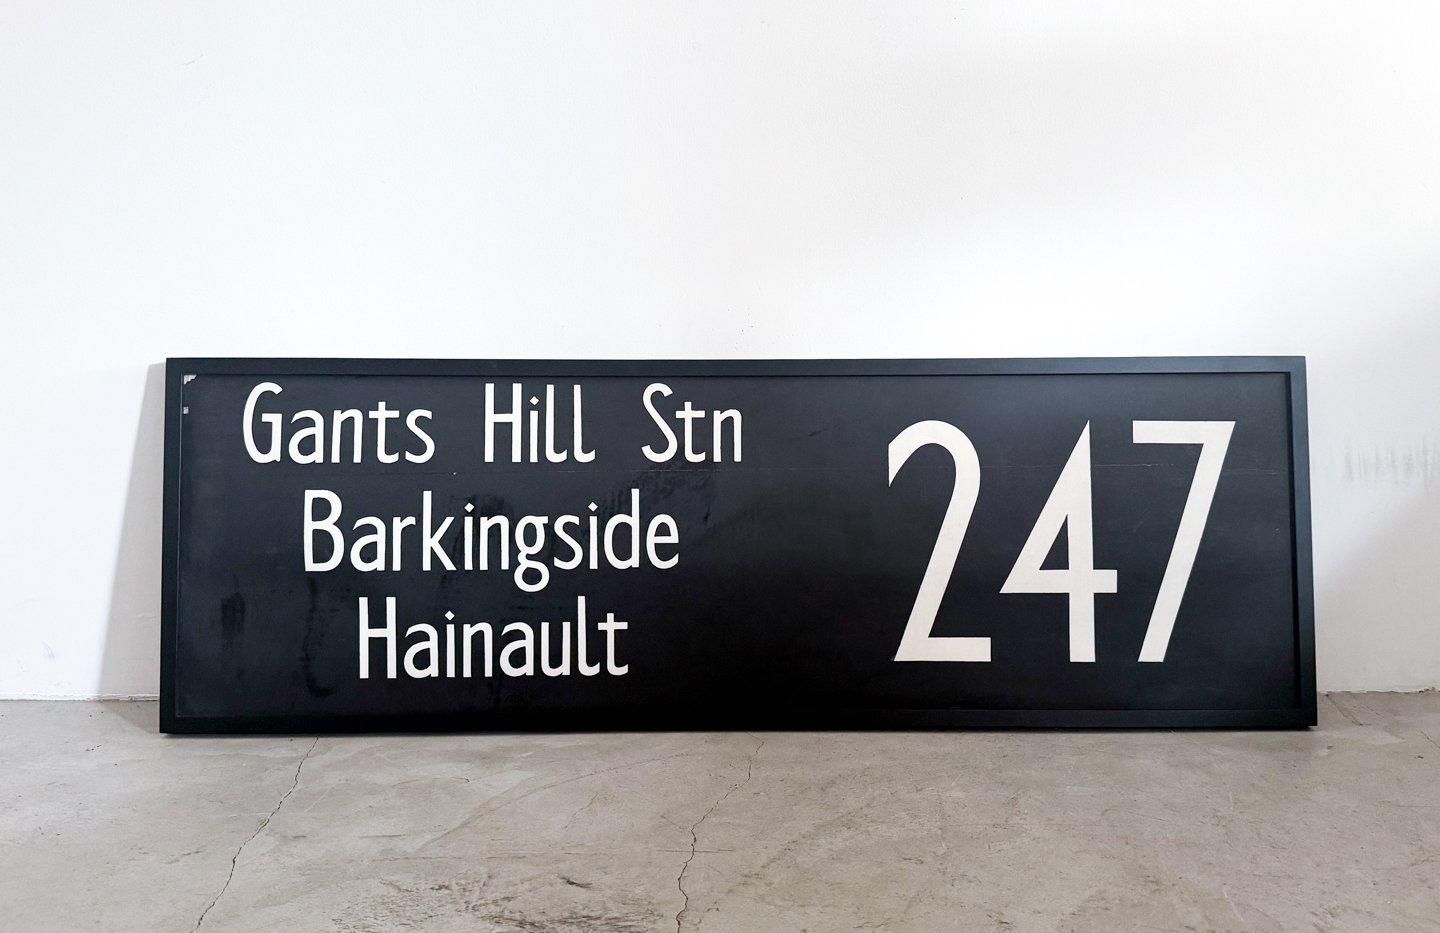 Gants Hill Stn
Barkingside
Hainault
247